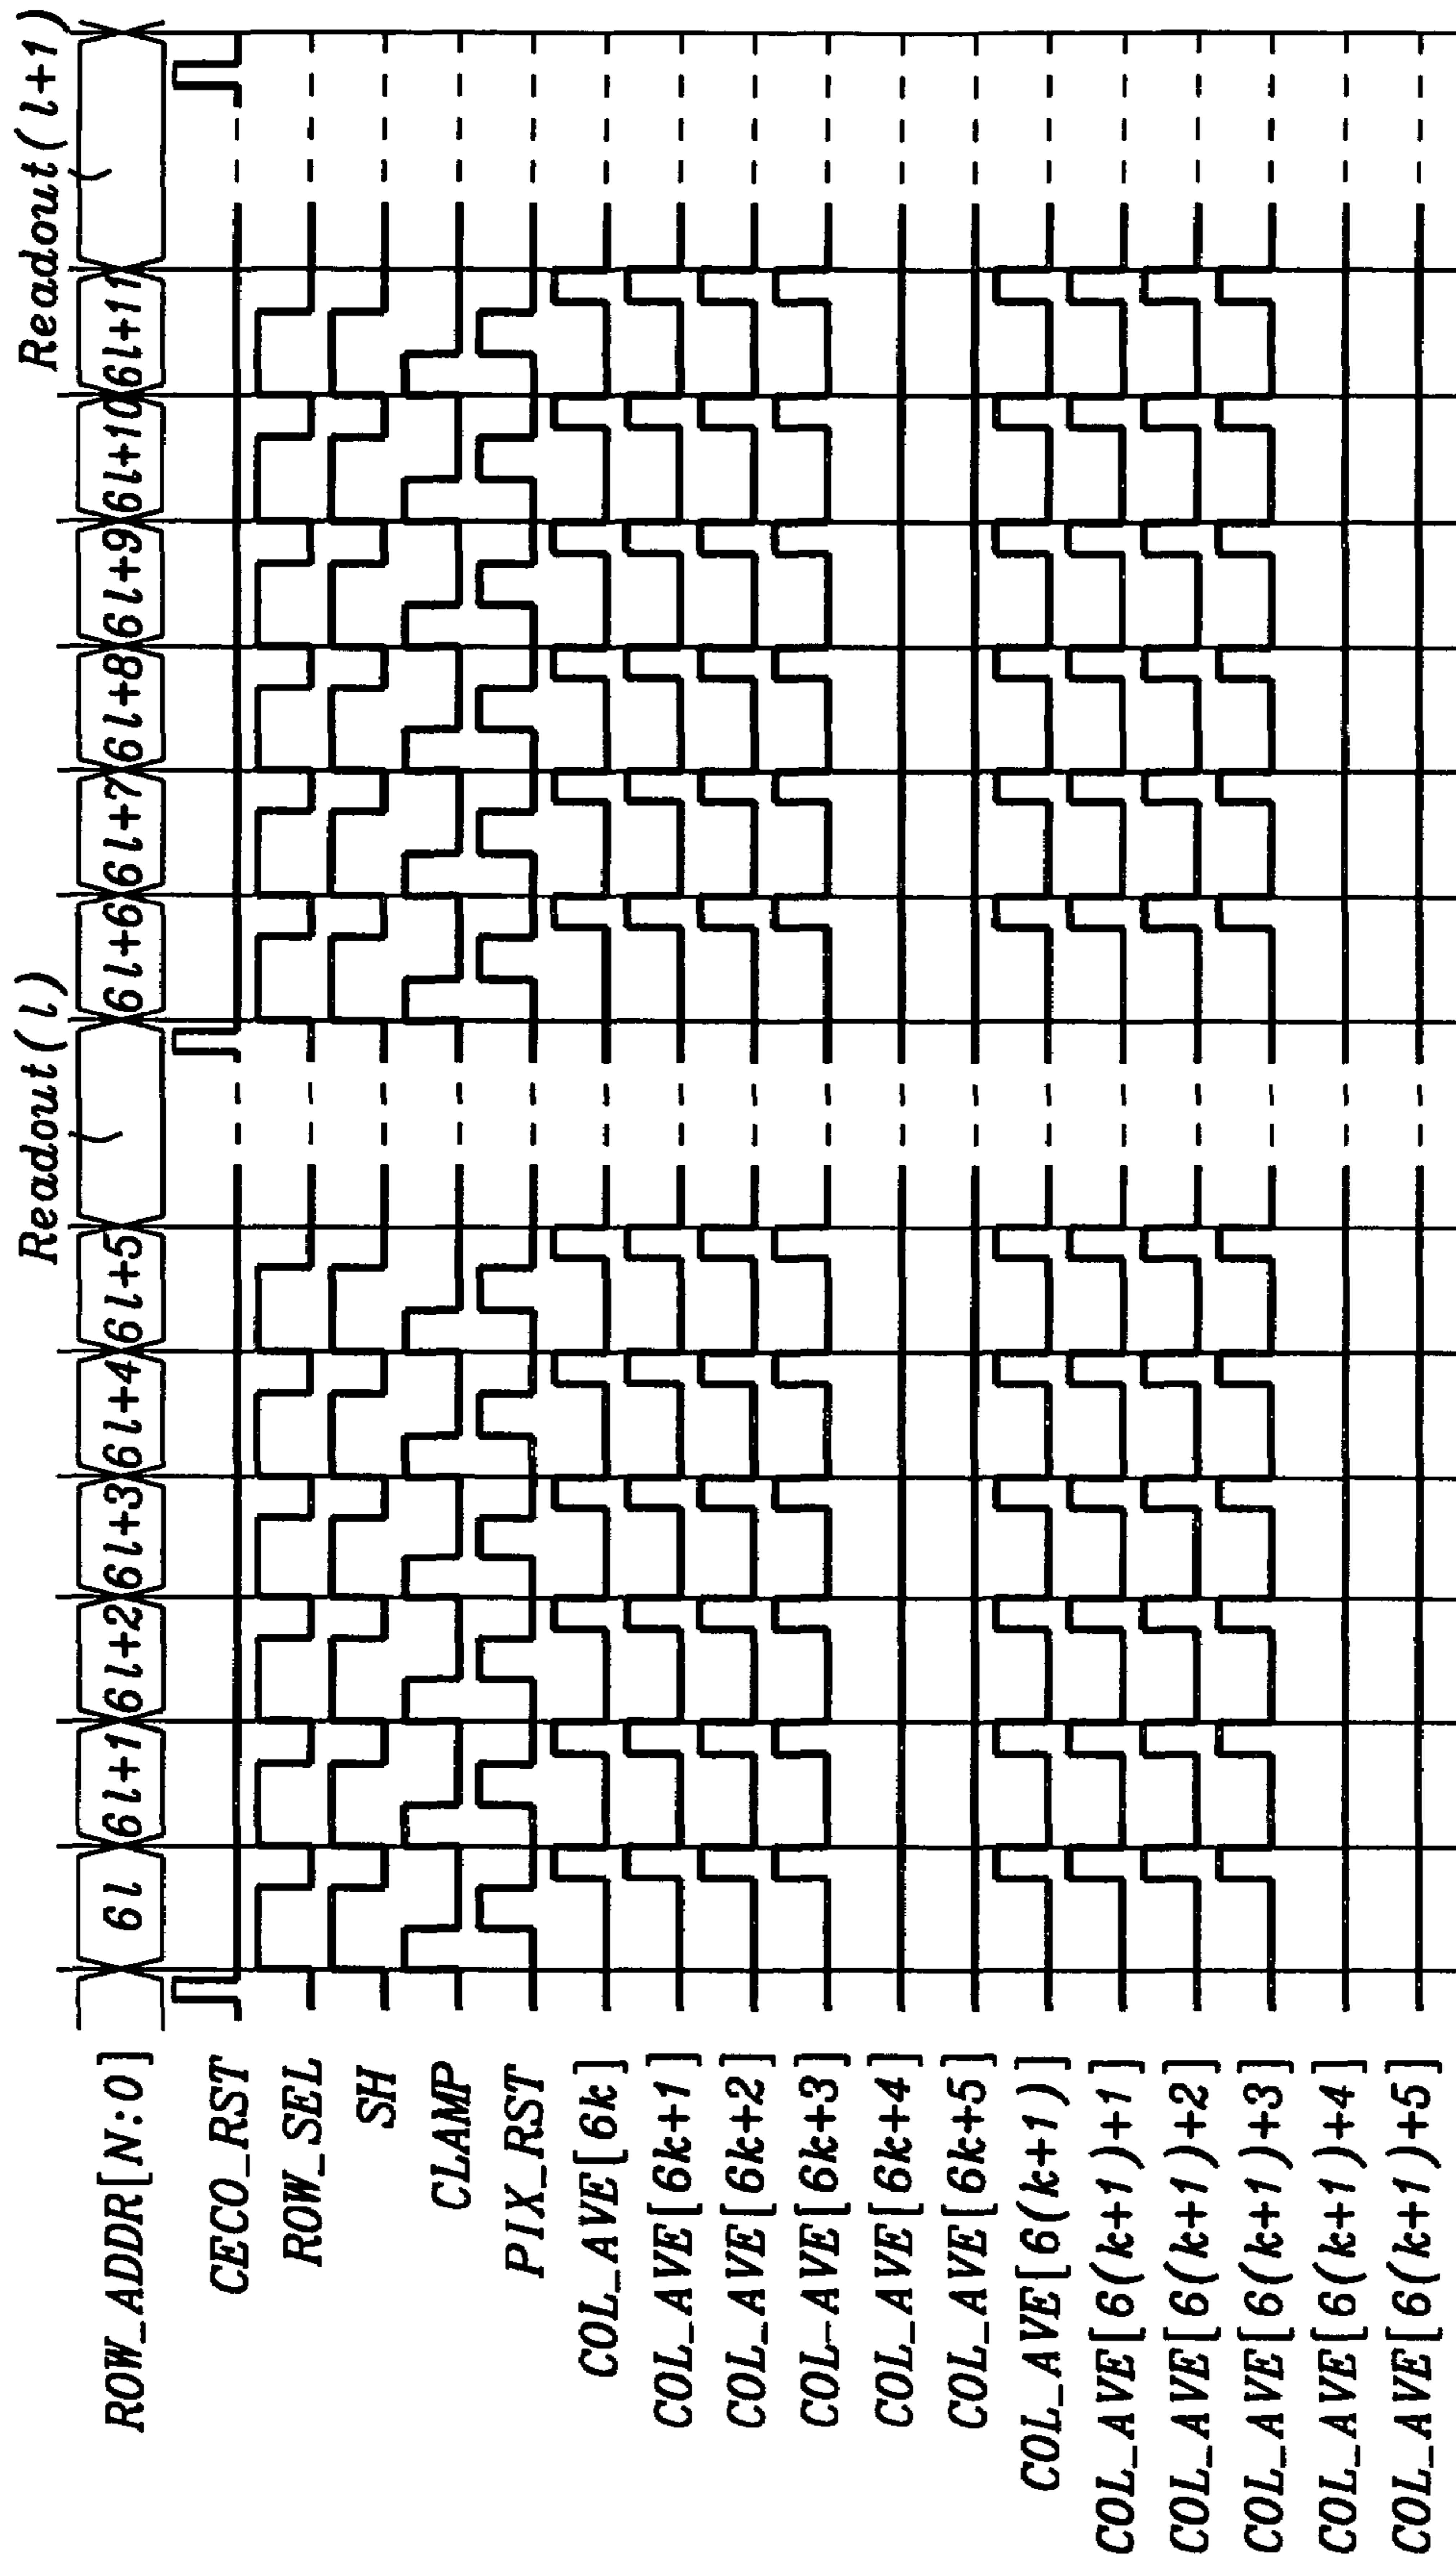 Readout(l)
Readout(l+1)
ROW_ADDR[N:0]
6l
6l+1
6l+2
6l+3
6l+4
6l+5
6l+6
6l+7
6l+8
6l+9
6l+10
6l+11
CECO_RST
ROW_SEL
SH
CLAMP
PIX_RST
COL_AVE[6k]
COL_AVE[6k+1]
COL_AVE[6k+2]
COL_AVE[6k+3]
COL_AVE[6k+4]
COL_AVE[6k+5]
COL_AVE[6(k+1)]
COL_AVE[6(k+1)+1]
COL_AVE[6(k+1)+2]
COL_AVE[6(k+1)+3]
COL_AVE[6(k+1)+4]
COL_AVE[6(k+1)+5]